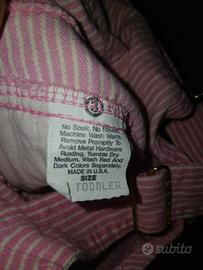 3
No Soak. No Bleach.
Machine Wash Warm.
Remove Promptly To
Avoid Metal Hardware
Rusting. Tumble Dry
Medium. Wash Red And
Dark Colors Separately.
MADE IN U.S.A.
SIZE
TODDLER
subito